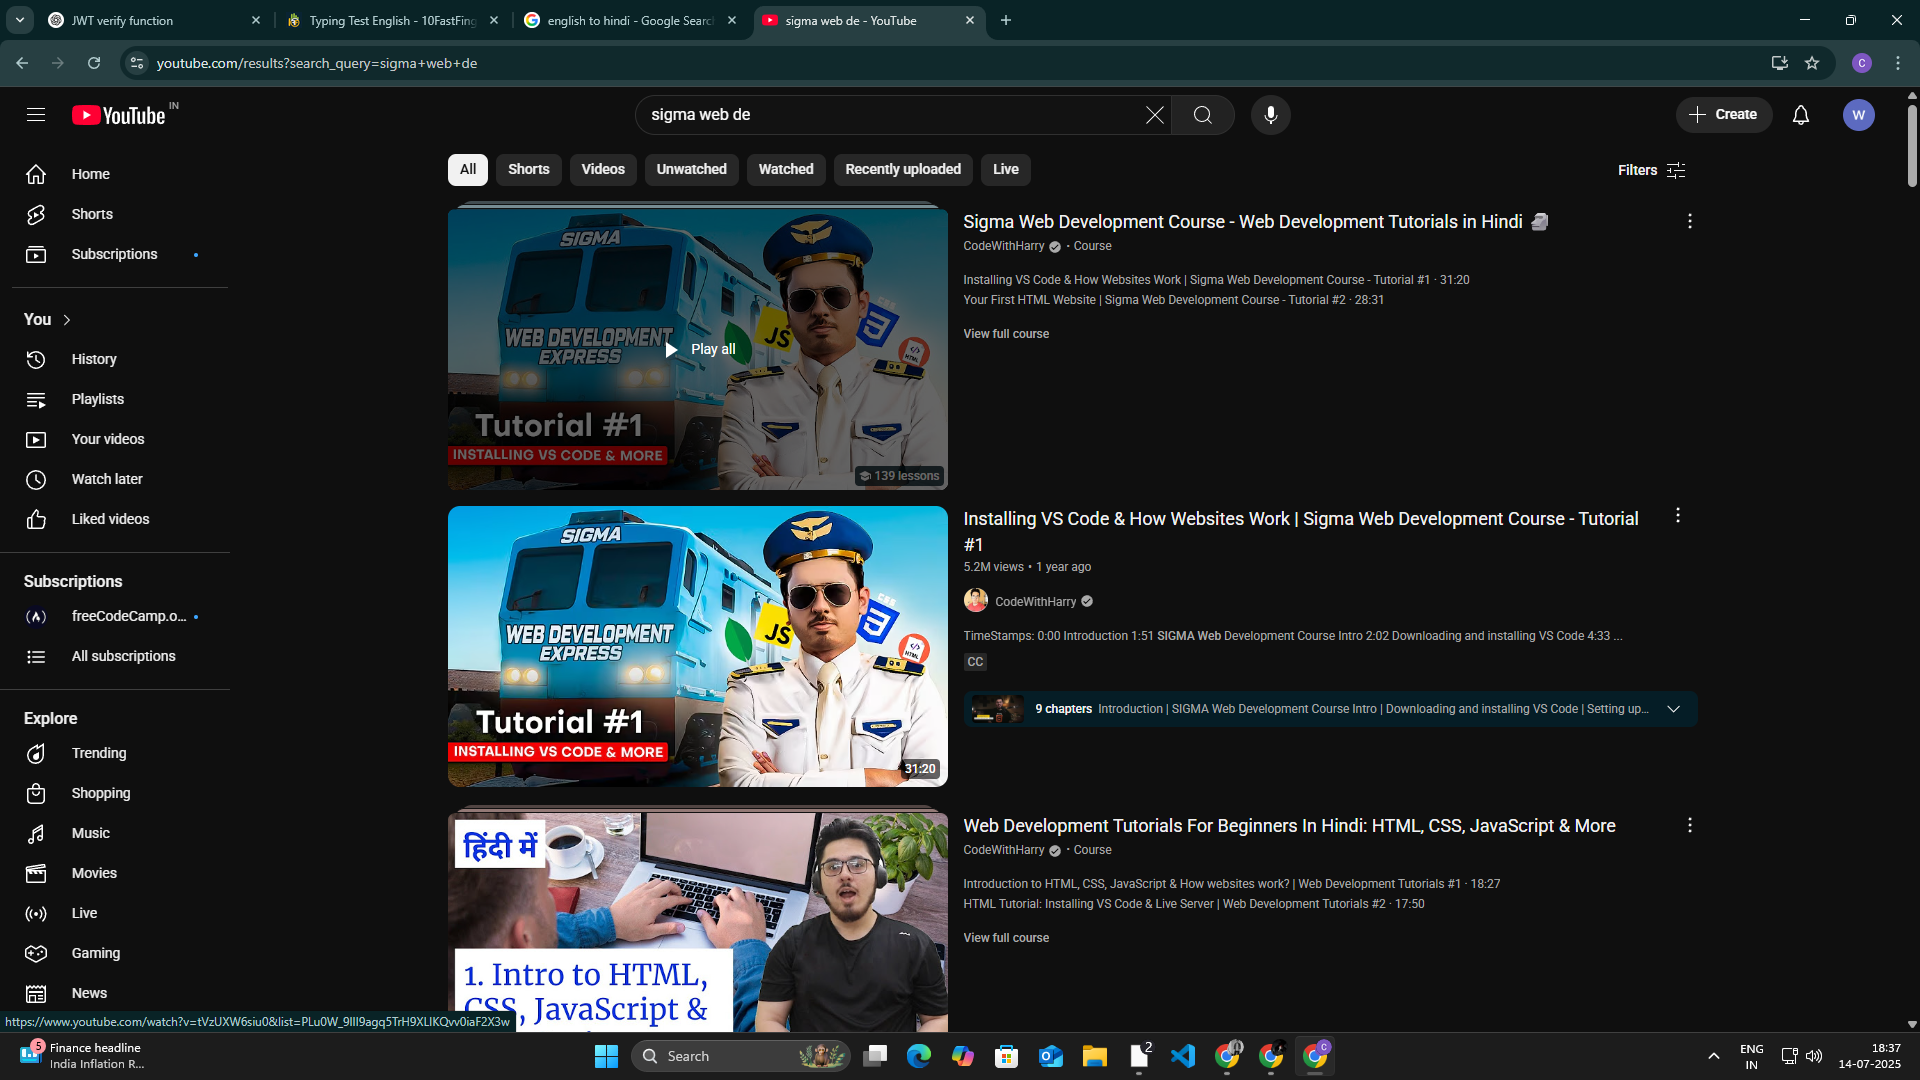 JWT verify function
Typing Test English - 10FastFing
english to hindi - Google Searc
sigma web de - YouTube
youtube.com/results?search_query=sigma+web+de
C
YouTube IN
sigma web de
Create
W
Home
Shorts
Subscriptions
You
History
Playlists
Your videos
Watch later
Liked videos
Subscriptions
freeCodeCamp.o...
All subscriptions
Explore
Trending
Shopping
Music
Movies
Live
Gaming
News
All Shorts Videos Unwatched Watched Recently uploaded Live
Filters
SIGMA
WEB DEVELOPMENT
EXPRESS
JS
CSS
HTML
Play all
Tutorial #1
INSTALLING VS CODE & MORE
139 lessons
Sigma Web Development Course - Web Development Tutorials in Hindi 🗿
CodeWithHarry • Course
Installing VS Code & How Websites Work | Sigma Web Development Course - Tutorial #1 · 31:20
Your First HTML Website | Sigma Web Development Course - Tutorial #2 · 28:31
View full course
SIGMA
WEB DEVELOPMENT
EXPRESS
JS
CSS
HTML
Tutorial #1
INSTALLING VS CODE & MORE
31:20
Installing VS Code & How Websites Work | Sigma Web Development Course - Tutorial
#1
5.2M views • 1 year ago
CodeWithHarry
TimeStamps: 0:00 Introduction 1:51 SIGMA Web Development Course Intro 2:02 Downloading and installing VS Code 4:33 ...
CC
9 chapters Introduction | SIGMA Web Development Course Intro | Downloading and installing VS Code | Setting up...
हिंदी में
1. Intro to HTML,
CSS, JavaScript &
Web Development Tutorials For Beginners In Hindi: HTML, CSS, JavaScript & More
CodeWithHarry • Course
Introduction to HTML, CSS, JavaScript & How websites work? | Web Development Tutorials #1 · 18:27
HTML Tutorial: Installing VS Code & Live Server | Web Development Tutorials #2 · 17:50
View full course
https://www.youtube.com/watch?v=tVzUXW6siu0&list=PLu0W_9lII9agq5TrH9XLIKQvv0iaF2X3w
5
Finance headline
India Inflation R...
Search
2
C
ENG
IN
18:37
14-07-2025